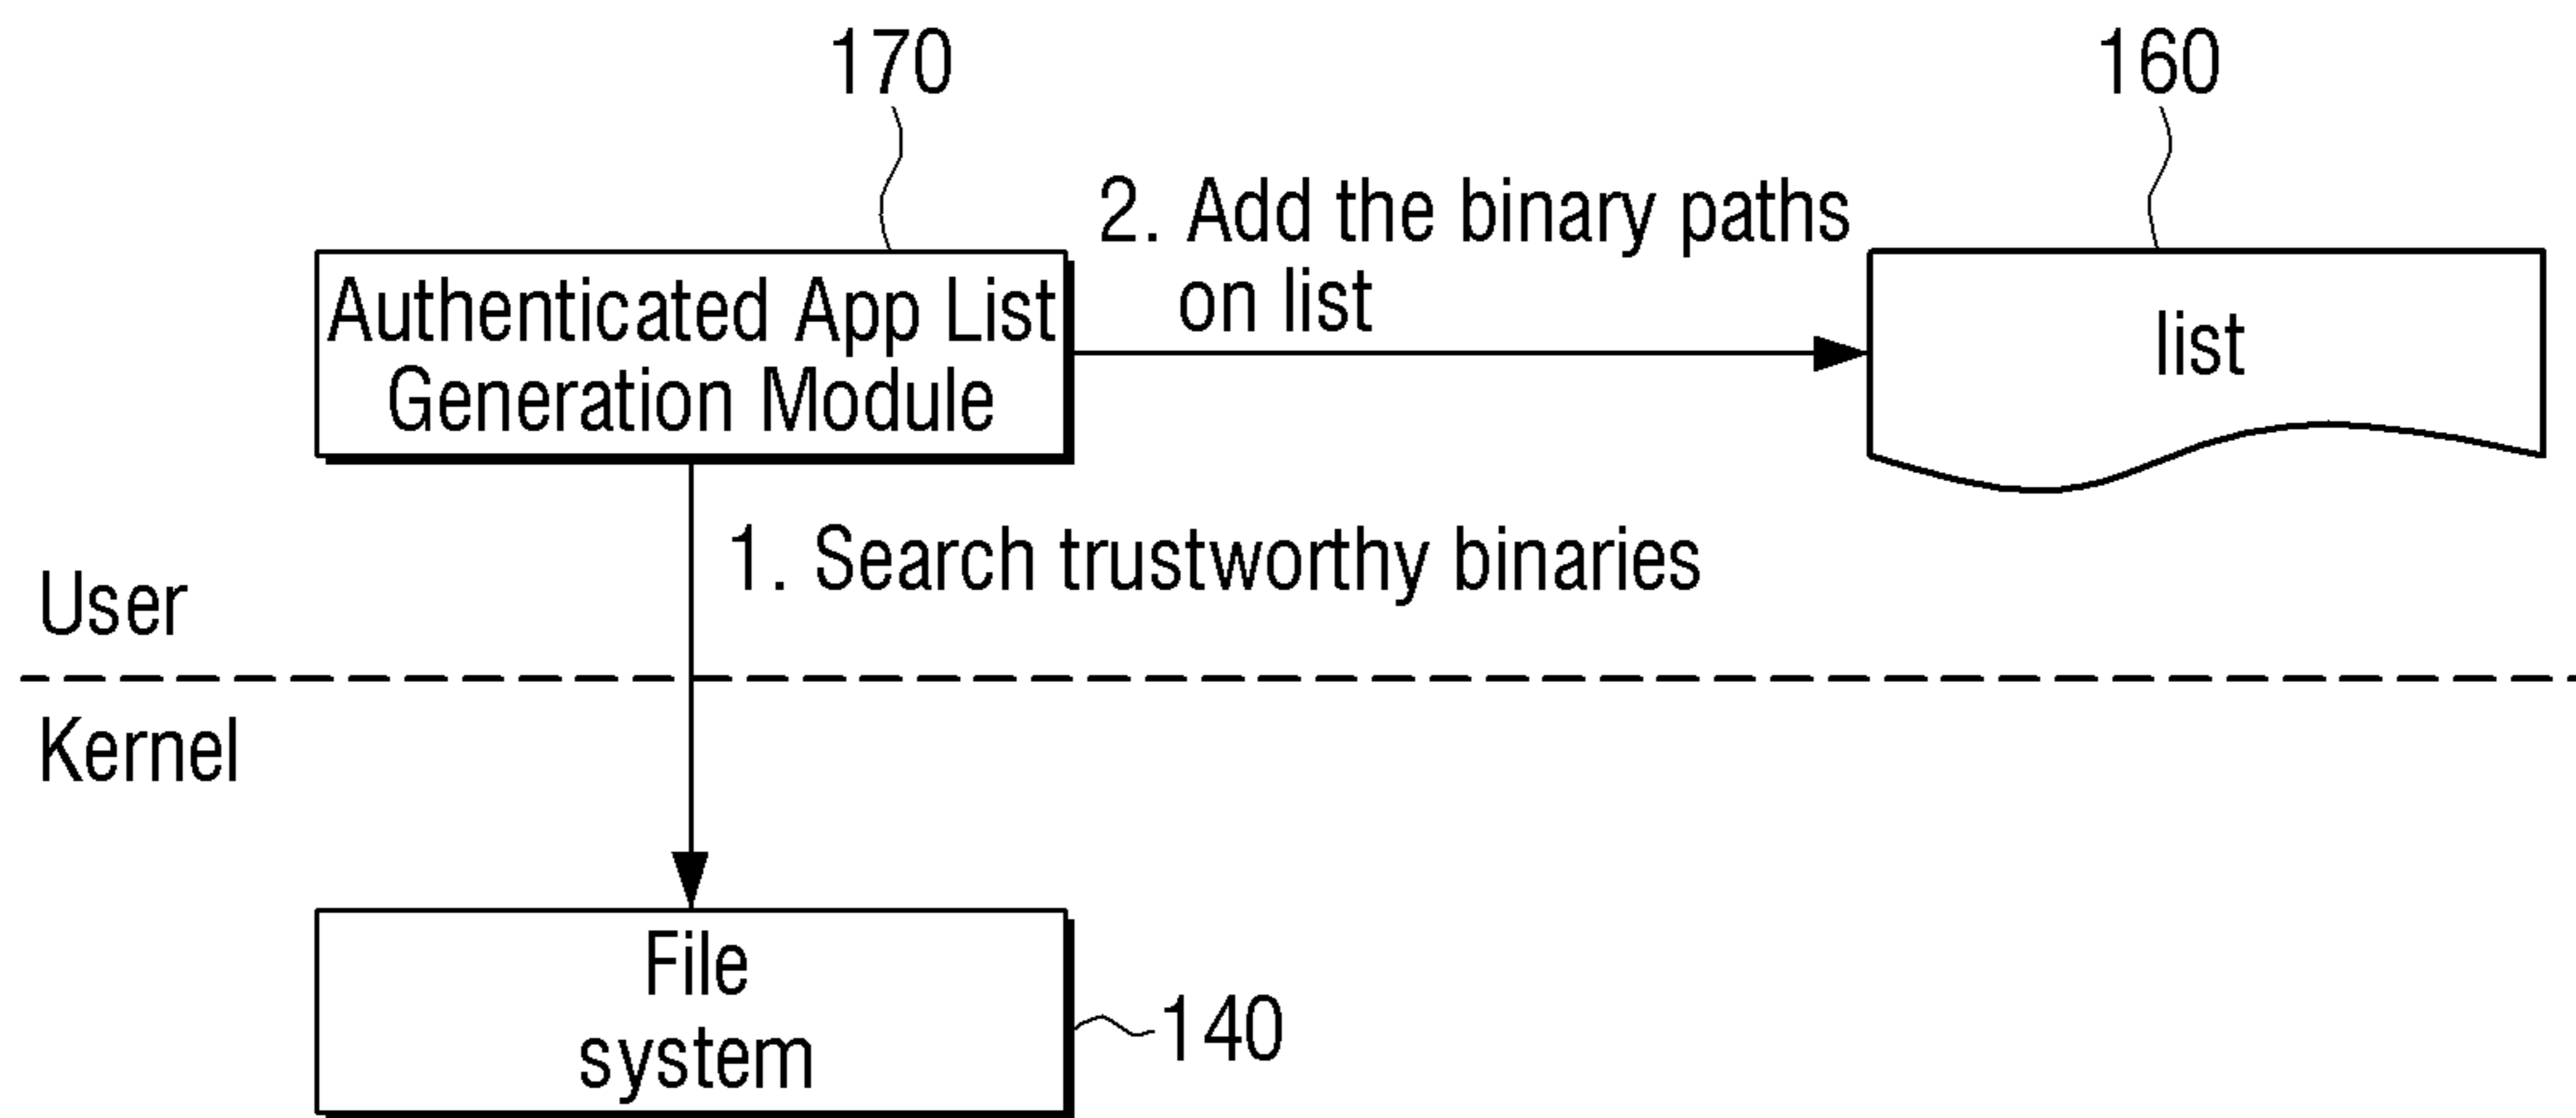 170
160
2. Add the binary paths
on list
Authenticated App List
Generation Module
list
1. Search trustworthy binaries
User
Kernel
File
system
140